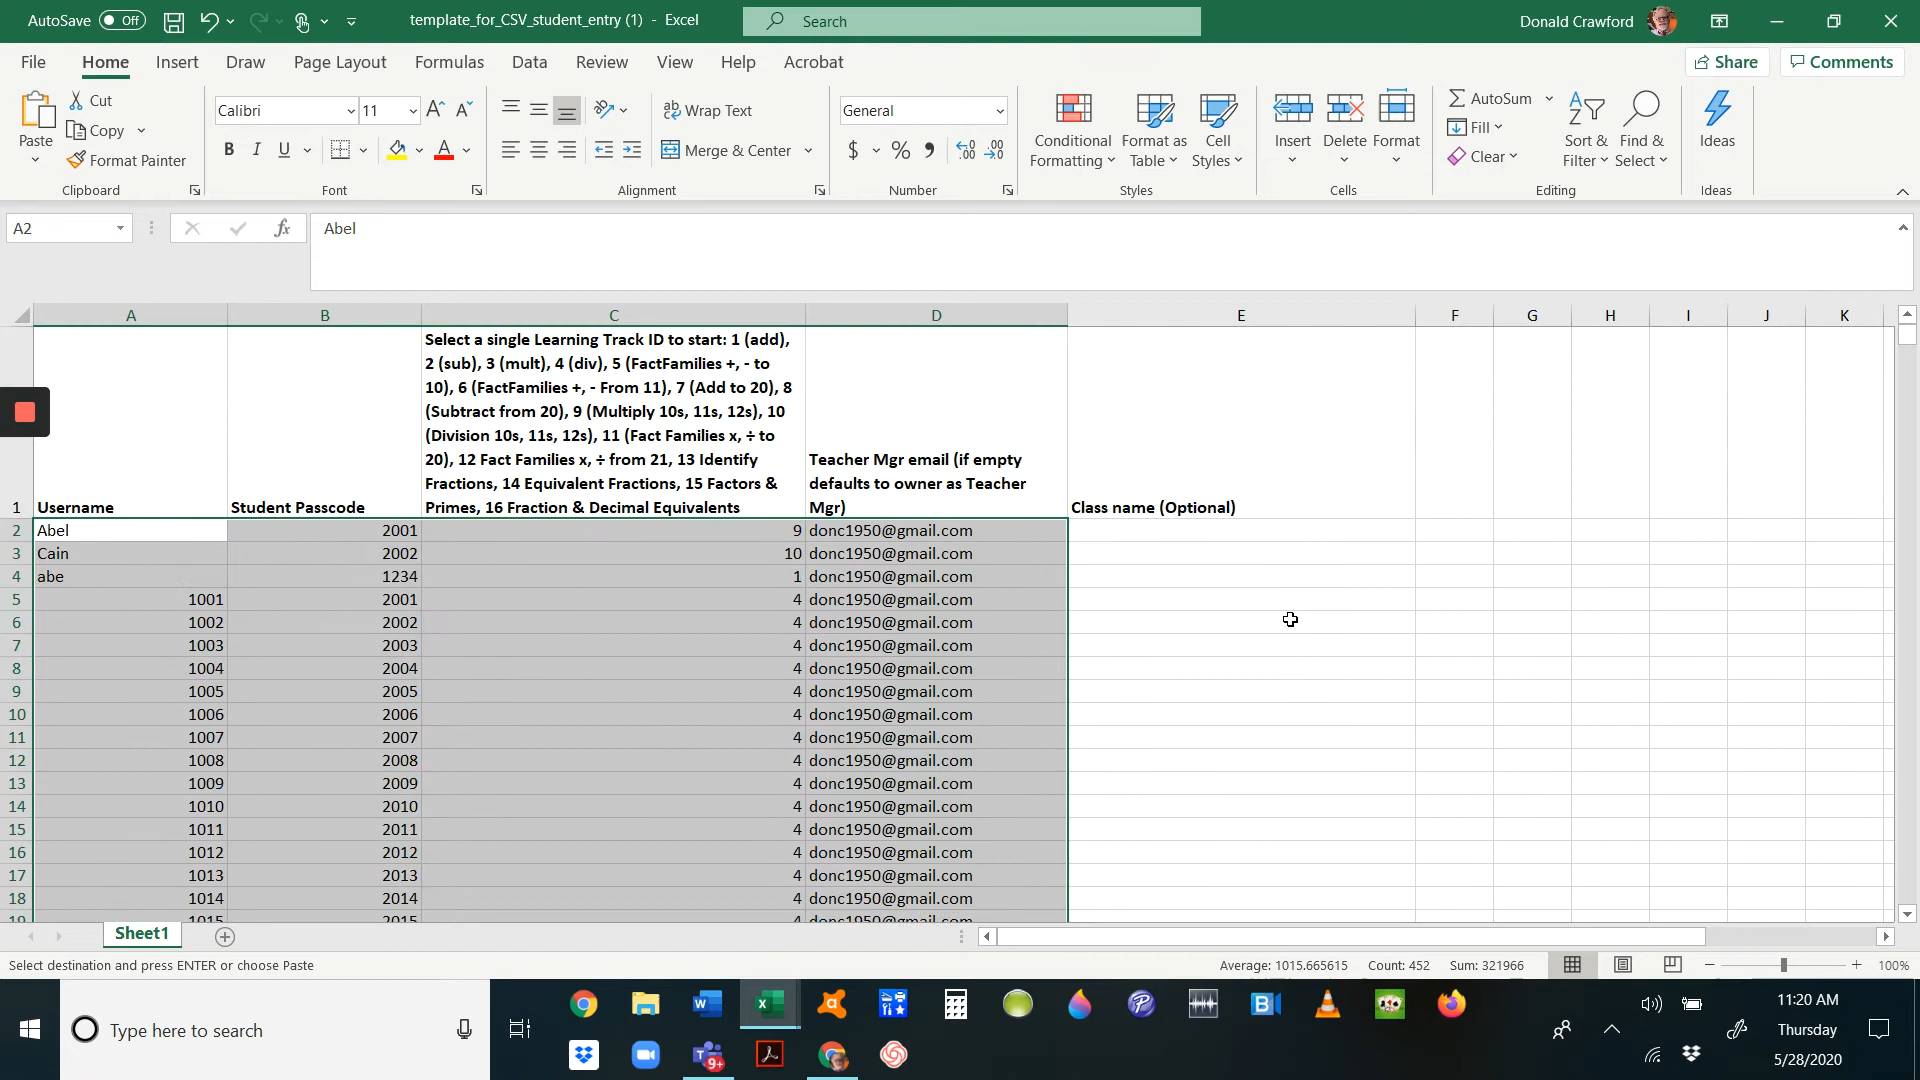 AutoSave Off template_for_CSV_student_entry (1) - Excel Search Donald Crawford
File Home Insert Draw Page Layout Formulas Data Review View Help Acrobat Share Comments
Paste
Cut
Copy
Format Painter
Clipboard
Calibri 11
B I U
Font
Wrap Text
Merge & Center
Alignment
General
$ % ,
Number
Conditional Formatting
Format as Table
Cell Styles
Styles
Insert Delete Format
Cells
AutoSum
Fill
Clear
Sort & Filter
Find & Select
Editing
Ideas
Ideas
A2 fx Abel
A B C D E F G H I J K
Select a single Learning Track ID to start: 1 (add),
2 (sub), 3 (mult), 4 (div), 5 (FactFamilies +, - to
10), 6 (FactFamilies +, - From 11), 7 (Add to 20), 8
(Subtract from 20), 9 (Multiply 10s, 11s, 12s), 10
(Division 10s, 11s, 12s), 11 (Fact Families x, ÷ to
20), 12 Fact Families x, ÷ from 21, 13 Identify
Fractions, 14 Equivalent Fractions, 15 Factors &
Primes, 16 Fraction & Decimal Equivalents
Teacher Mgr email (if empty
defaults to owner as Teacher
Mgr)
1 Username Student Passcode Class name (Optional)
2 Abel 2001 9 donc1950@gmail.com
3 Cain 2002 10 donc1950@gmail.com
4 abe 1234 1 donc1950@gmail.com
5 1001 2001 4 donc1950@gmail.com
6 1002 2002 4 donc1950@gmail.com
7 1003 2003 4 donc1950@gmail.com
8 1004 2004 4 donc1950@gmail.com
9 1005 2005 4 donc1950@gmail.com
10 1006 2006 4 donc1950@gmail.com
11 1007 2007 4 donc1950@gmail.com
12 1008 2008 4 donc1950@gmail.com
13 1009 2009 4 donc1950@gmail.com
14 1010 2010 4 donc1950@gmail.com
15 1011 2011 4 donc1950@gmail.com
16 1012 2012 4 donc1950@gmail.com
17 1013 2013 4 donc1950@gmail.com
18 1014 2014 4 donc1950@gmail.com
19 1015 2015 4 donc1950@gmail.com
Sheet1
Select destination and press ENTER or choose Paste Average: 1015.665615 Count: 452 Sum: 321966 100%
Type here to search
9+
11:20 AM
Thursday
5/28/2020